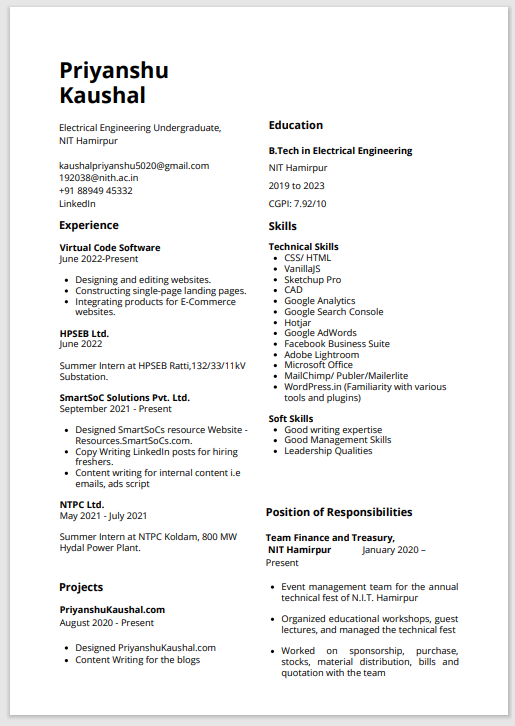 Priyanshu
Kaushal
Electrical Engineering Undergraduate,
NIT Hamirpur
kaushalpriyanshu5020@gmail.com
192038@nith.ac.in
+91 88949 45332
LinkedIn
Experience
Virtual Code Software
June 2022-Present
• Designing and editing websites.
• Constructing single-page landing pages.
• Integrating products for E-Commerce
websites.
HPSEB Ltd.
June 2022
Summer Intern at HPSEB Ratti,132/33/11kV
Substation.
SmartSoC Solutions Pvt. Ltd.
September 2021 - Present
• Designed SmartSoCs resource Website -
Resources.SmartSoCs.com.
• Copy Writing LinkedIn posts for hiring
freshers.
• Content writing for internal content i.e
emails, ads script
NTPC Ltd.
May 2021 - July 2021
Summer Intern at NTPC Koldam, 800 MW
Hydal Power Plant.
Projects
PriyanshuKaushal.com
August 2020 - Present
• Designed PriyanshuKaushal.com
• Content Writing for the blogs
Education
B.Tech in Electrical Engineering
NIT Hamirpur
2019 to 2023
CGPI: 7.92/10
Skills
Technical Skills
• CSS/ HTML
• VanillaJS
• Sketchup Pro
• CAD
• Google Analytics
• Google Search Console
• Hotjar
• Google AdWords
• Facebook Business Suite
• Adobe Lightroom
• Microsoft Office
• MailChimp/ Publer/Mailerlite
• WordPress.in (Familiarity with various
tools and plugins)
Soft Skills
• Good writing expertise
• Good Management Skills
• Leadership Qualities
Position of Responsibilities
Team Finance and Treasury,
NIT Hamirpur January 2020 –
Present
• Event management team for the annual
technical fest of N.I.T. Hamirpur
• Organized educational workshops, guest
lectures, and managed the technical fest
• Worked on sponsorship, purchase,
stocks, material distribution, bills and
quotation with the team